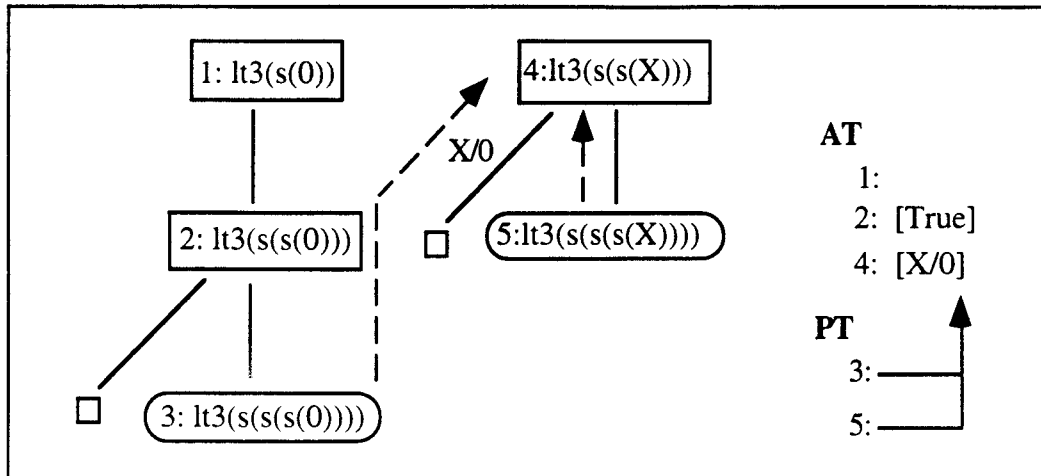 1: lt3(s(0))
4:lt3(s(s(X)))
X/0
2: lt3(s(s(0)))
5:lt3(s(s(s(X))))
3: lt3(s(s(s(0))))
AT
1:
2: [True]
4: [X/0]
PT
3:
5: